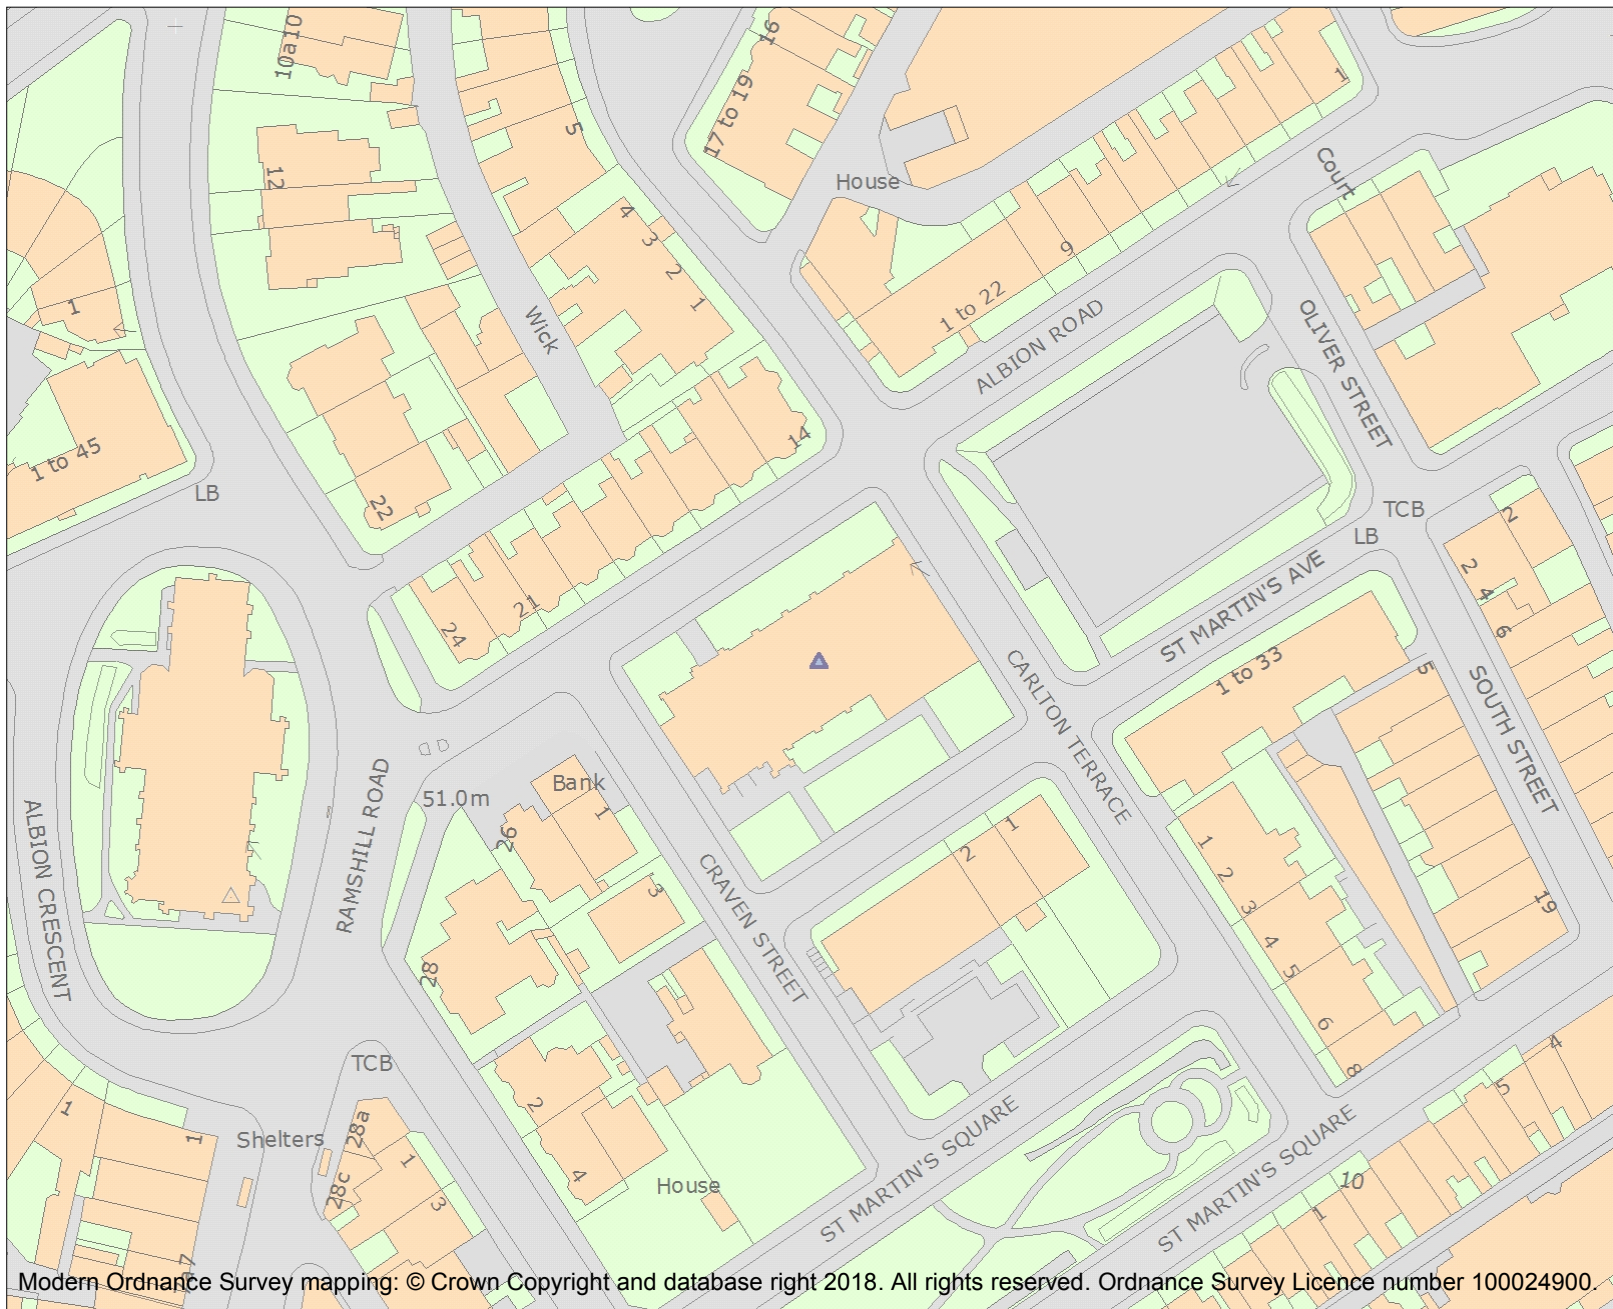 10a10
16
17 to 19
5
1
12
House
Court
4
3
2
1
9
1 to 22
1
Wick
ALBION ROAD
OLIVER STREET
14
1 to 45
LB
22
TCB
LB
2
2
4
6
ST MARTIN'S AVE
21
24
1 to 33
5
SOUTH STREET
CARLTON TERRACE
Bank
51.0m
1
26
RAMSHILL ROAD
ALBION CRESCENT
3
CRAVEN STREET
1
2
1
2
3
4
5
6
8
19
28
TCB
2
4
ST MARTIN'S SQUARE
ST MARTIN'S SQUARE
4
5
10
1
1
1
Shelters
28a
28c
1
3
House
Modern Ordnance Survey mapping: © Crown Copyright and database right 2018. All rights reserved. Ordnance Survey Licence number 100024900.